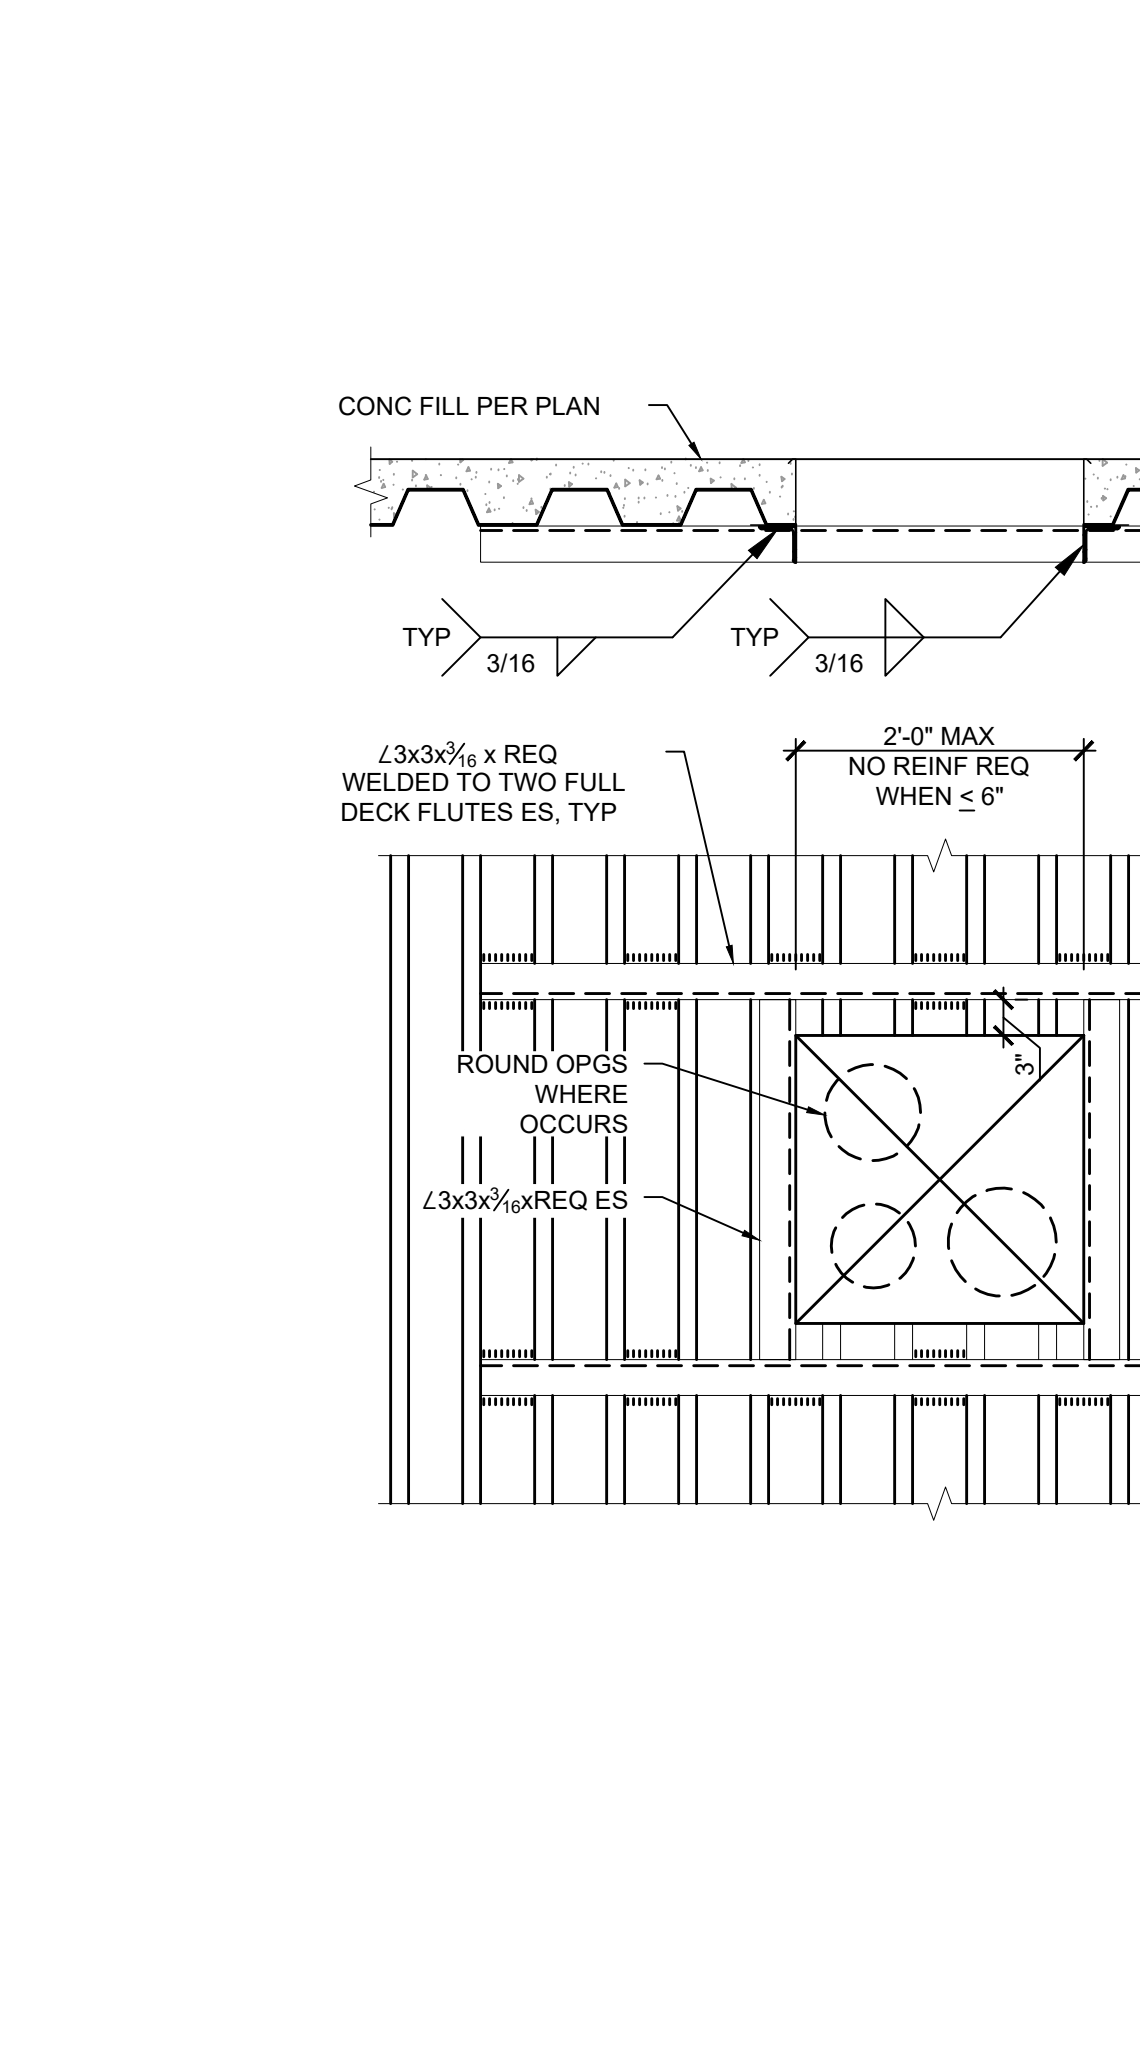 CONC FILL PER PLAN
TYP
3/16
TYP
3/16
∠3x3x3⁄16 x REQ
WELDED TO TWO FULL
DECK FLUTES ES, TYP
2'-0" MAX
NO REINF REQ
WHEN ≤ 6"
3"
ROUND OPGS
WHERE
OCCURS
∠3x3x3⁄16xREQ ES